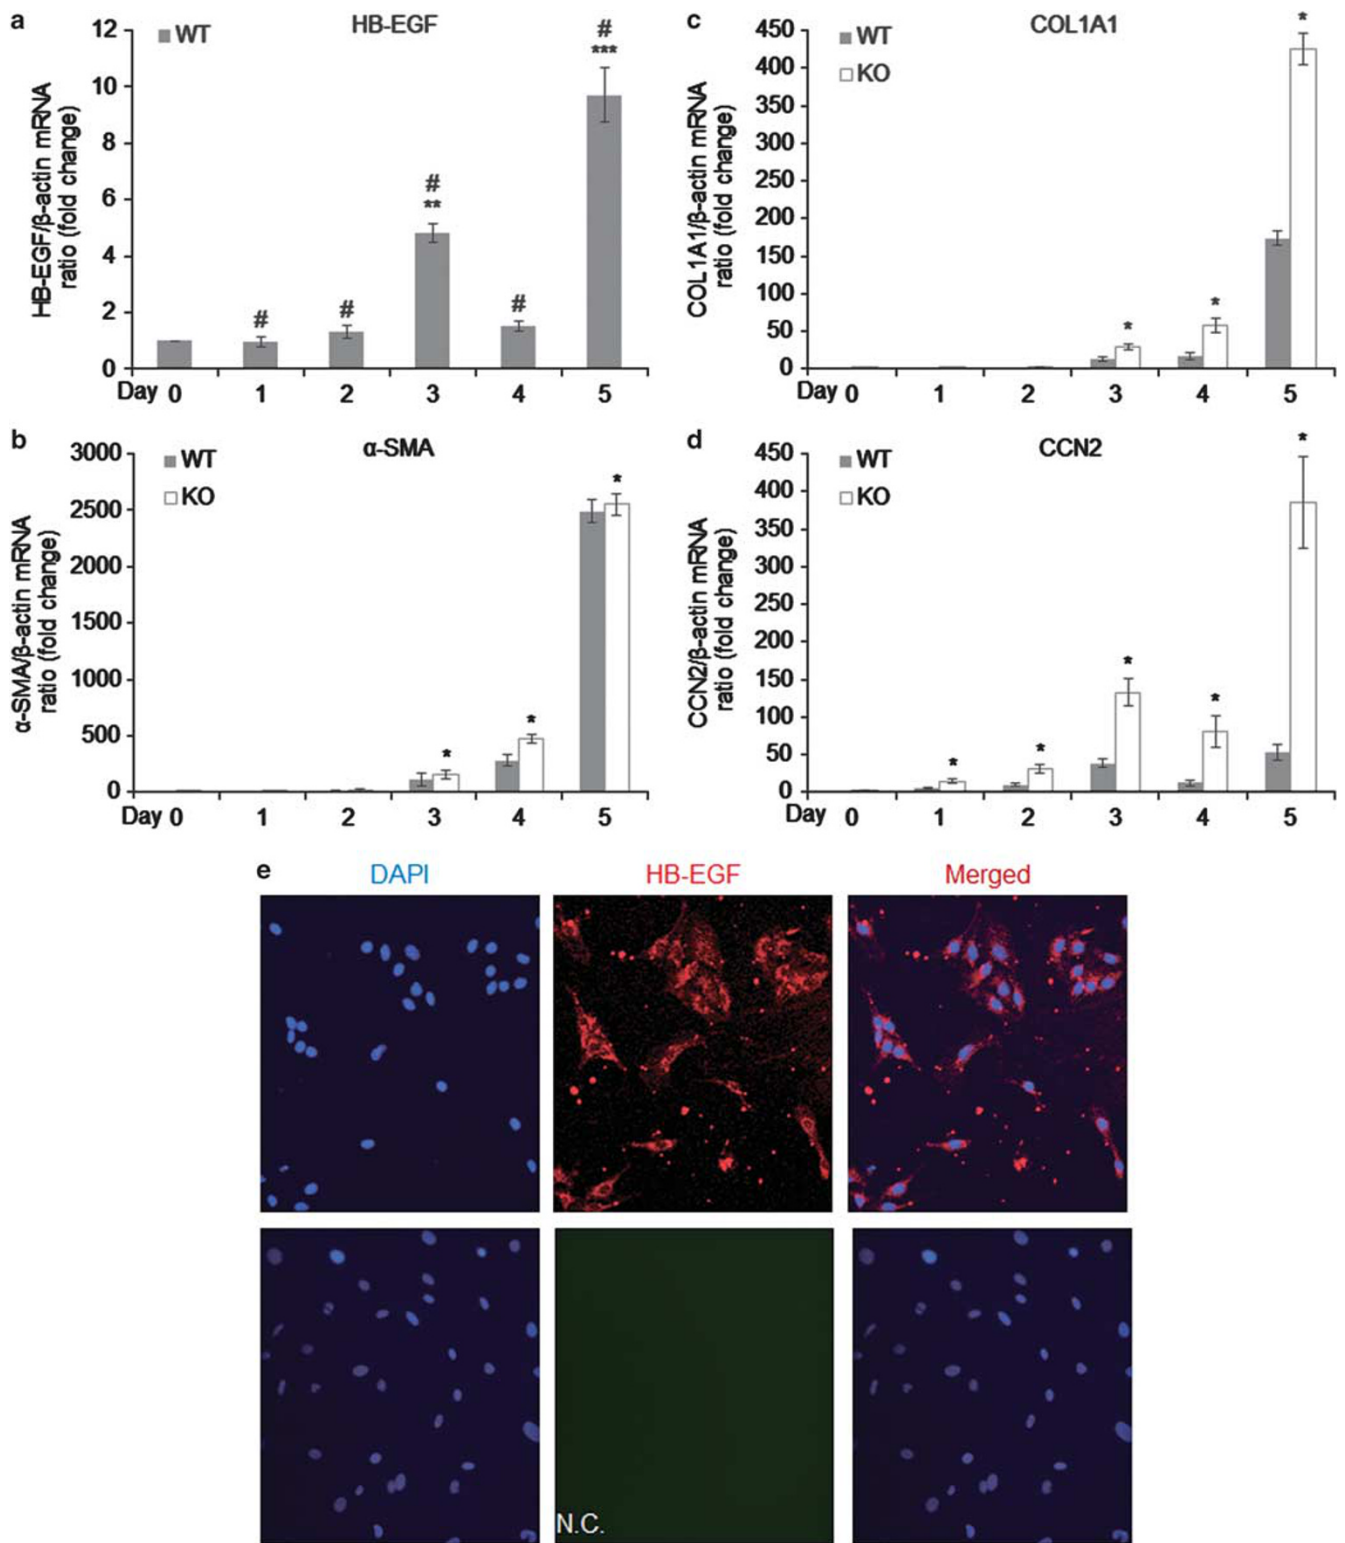 a
HB-EGF
WT
HB-EGF/β-actin mRNA
ratio (fold change)
12
10
8
6
4
2
0
#
#
#
**
#
#
***
#
Day 0 1 2 3 4 5
c
COL1A1
WT
KO
COL1A1/β-actin mRNA
ratio (fold change)
450
400
350
300
250
200
150
100
50
0
*
*
*
Day 0 1 2 3 4 5
b
α-SMA
WT
KO
α-SMA/β-actin mRNA
ratio (fold change)
3000
2500
2000
1500
1000
500
0
*
*
*
Day 0 1 2 3 4 5
d
CCN2
WT
KO
CCN2/β-actin mRNA
ratio (fold change)
450
400
350
300
250
200
150
100
50
0
*
*
*
*
*
Day 0 1 2 3 4 5
e
DAPI HB-EGF Merged
N.C.